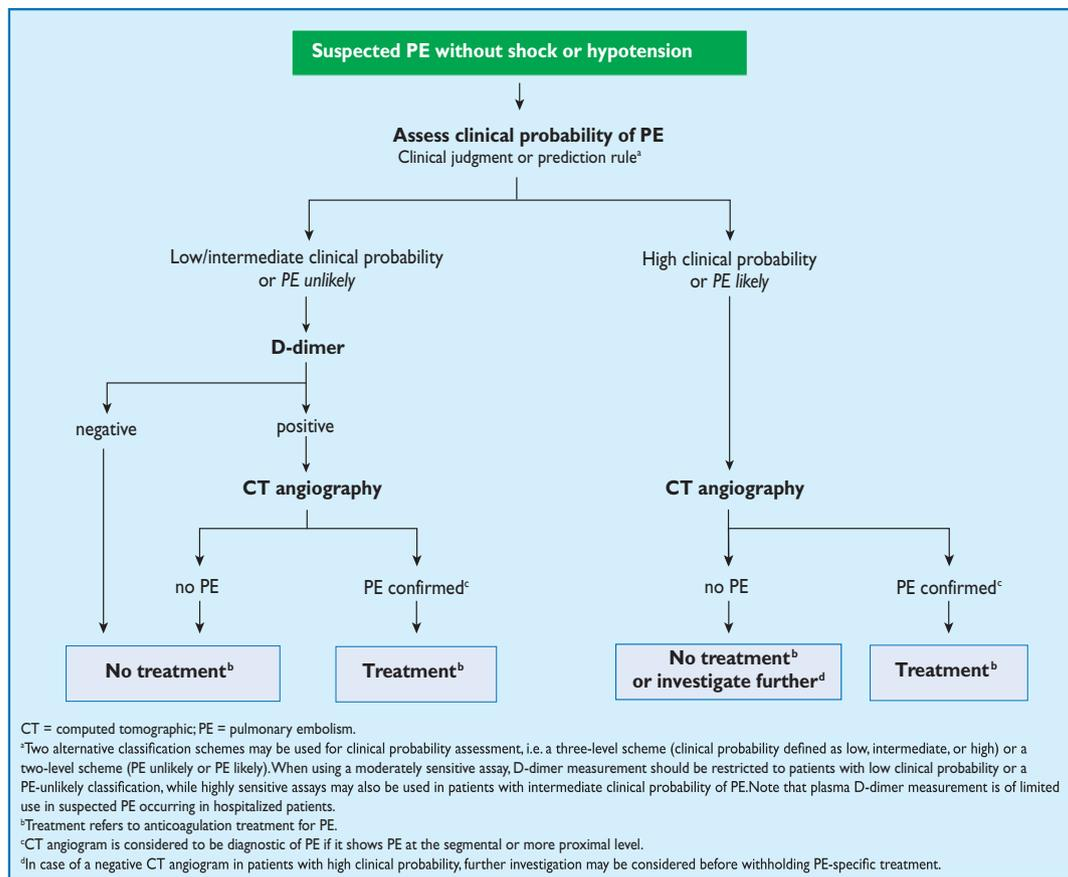 Suspected PE without shock or hypotension
Assess clinical probability of PE
Clinical judgment or prediction ruleᵃ
Low/intermediate clinical probability
or PE unlikely
High clinical probability
or PE likely
D-dimer
negative
positive
CT angiography
CT angiography
no PE
PE confirmedᶜ
no PE
PE confirmedᶜ
No treatmentᵇ
Treatmentᵇ
No treatmentᵇ
or investigate furtherᵈ
Treatmentᵇ
CT = computed tomographic; PE = pulmonary embolism.
ᵃTwo alternative classification schemes may be used for clinical probability assessment, i.e. a three-level scheme (clinical probability defined as low, intermediate, or high) or a
two-level scheme (PE unlikely or PE likely). When using a moderately sensitive assay, D-dimer measurement should be restricted to patients with low clinical probability or a
PE-unlikely classification, while highly sensitive assays may also be used in patients with intermediate clinical probability of PE. Note that plasma D-dimer measurement is of limited
use in suspected PE occurring in hospitalized patients.
ᵇTreatment refers to anticoagulation treatment for PE.
ᶜCT angiogram is considered to be diagnostic of PE if it shows PE at the segmental or more proximal level.
ᵈIn case of a negative CT angiogram in patients with high clinical probability, further investigation may be considered before withholding PE-specific treatment.